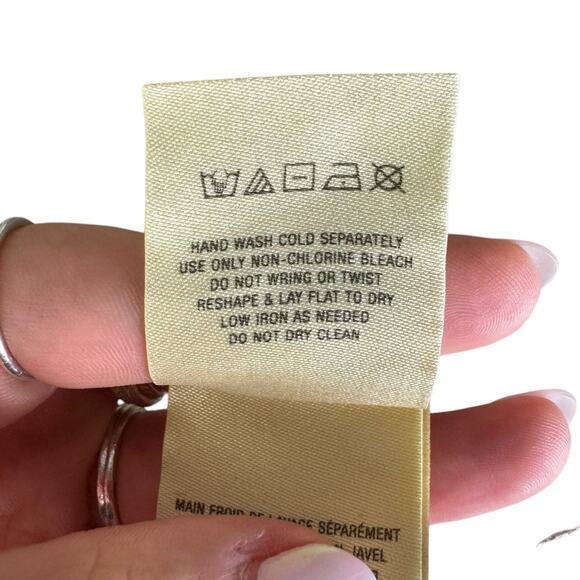 HAND WASH COLD SEPARATELY
USE ONLY NON-CHLORINE BLEACH
DO NOT WRING OR TWIST
RESHAPE & LAY FLAT TO DRY
LOW IRON AS NEEDED
DO NOT DRY CLEAN
MAIN FROID DE LAVAGE SÉPARÉMENT
JAVEL